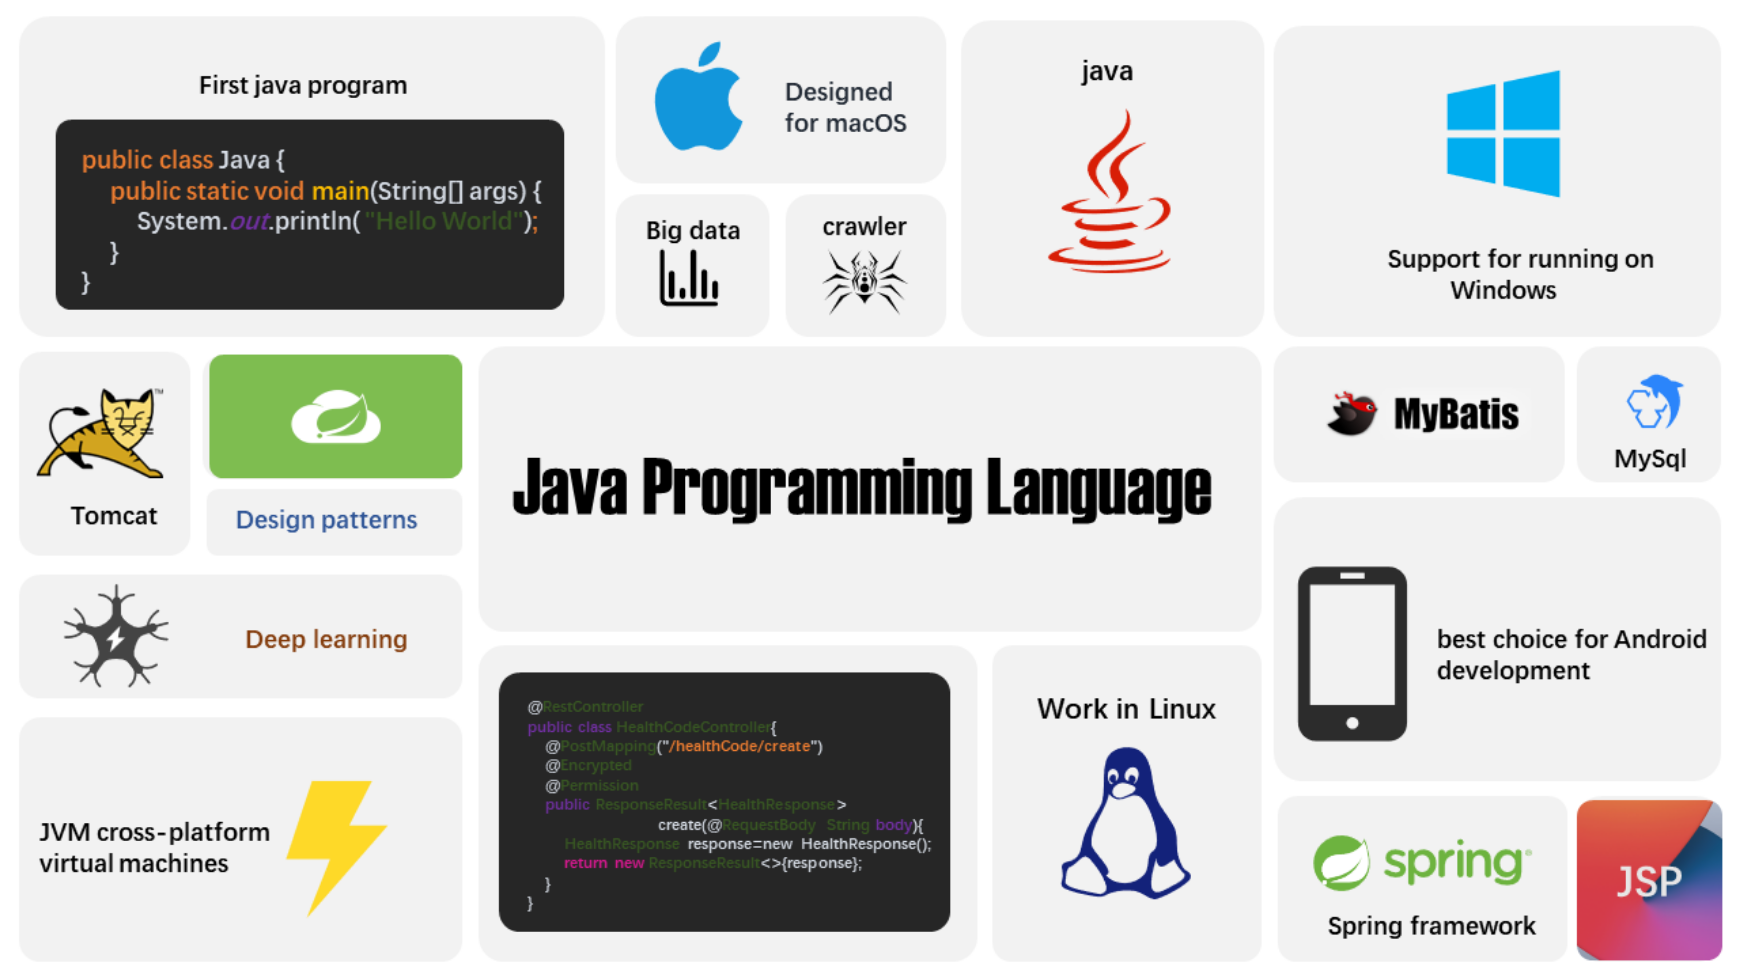 First java program
public class Java {
public static void main(String[] args) {
System.out.println( "Hello World");
}
}
Designed
for macOS
Big data
crawler
java
Support for running on
Windows
Tomcat
TM
Design patterns
Java Programming Language
MyBatis
MySql
Deep learning
best choice for Android
development
JVM cross-platform
virtual machines
@RestController
public class HealthCodeController{
@PostMapping("/healthCode/create")
@Encrypted
@Permission
public ResponseResult<HealthResponse>
create(@RequestBody String body){
HealthResponse response=new HealthResponse();
return new ResponseResult<>{response};
}
}
Work in Linux
spring®
Spring framework
JSP